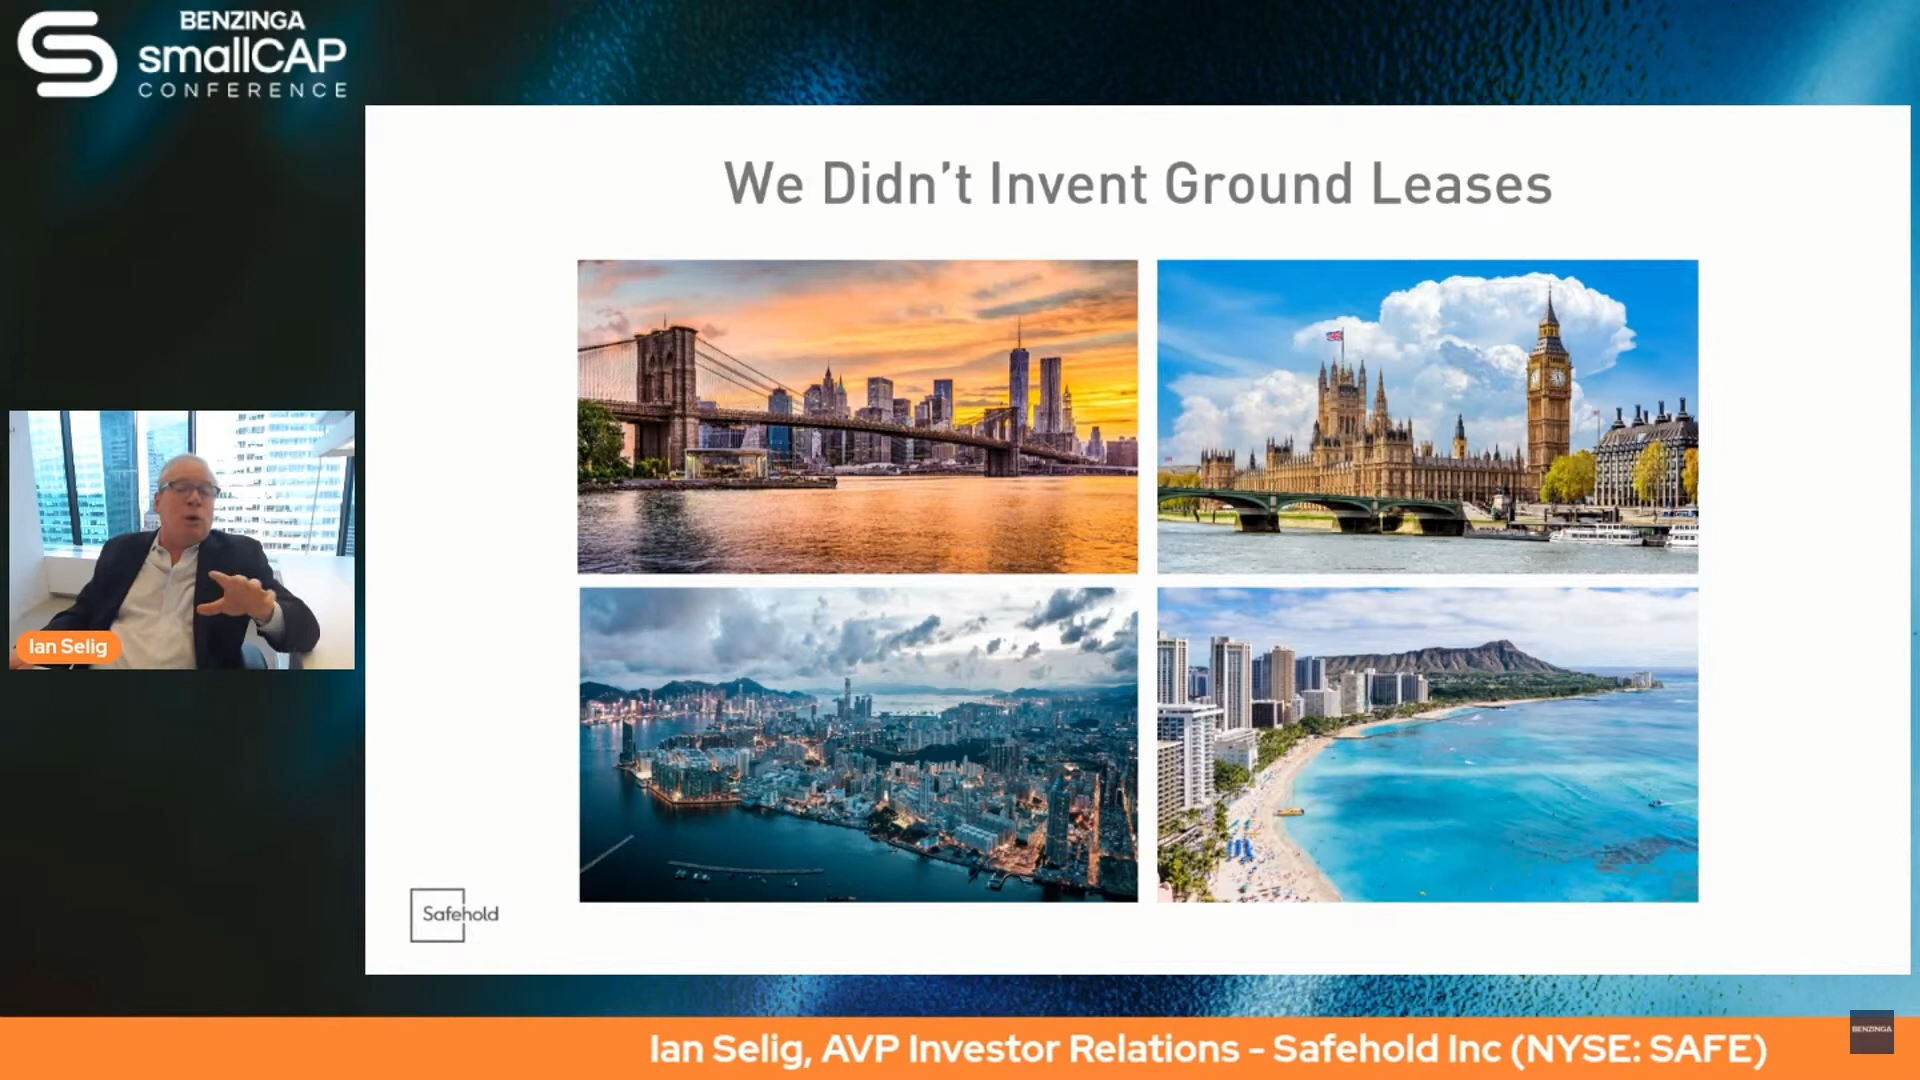 BENZINGA
smallCAP
CONFERENCE
We Didn't Invent Ground Leases
Ian Selig
Safehold
Ian Selig, AVP Investor Relations - Safehold Inc (NYSE: SAFE)
BENZINGA